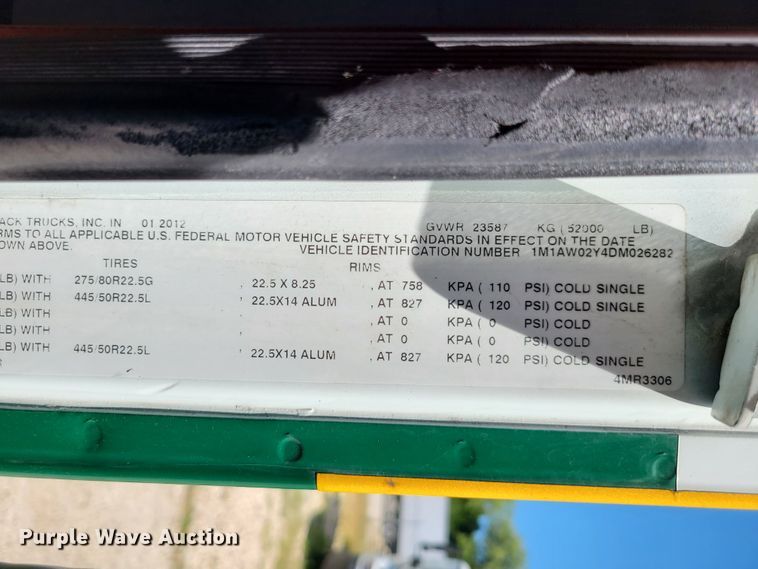 ACK TRUCKS, INC. IN 01 2012 GVWR 23587 KG ( 52000 LB)
RMS TO ALL APPLICABLE U.S. FEDERAL MOTOR VEHICLE SAFETY STANDARDS IN EFFECT ON THE DATE
OWN ABOVE. VEHICLE IDENTIFICATION NUMBER 1M1AW02Y4DM026282
TIRES RIMS
LB) WITH 275/80R22.5G , 22.5 X 8.25 , AT 758 KPA ( 110 PSI) COLD SINGLE
LB) WITH 445/50R22.5L , 22.5X14 ALUM , AT 827 KPA ( 120 PSI) COLD SINGLE
LB) WITH , , AT 0 KPA ( 0 PSI) COLD
LB) WITH , , AT 0 KPA ( 0 PSI) COLD
LB) WITH 445/50R22.5L , 22.5X14 ALUM , AT 827 KPA ( 120 PSI) COLD SINGLE
4MR3306
Purple Wave Auction